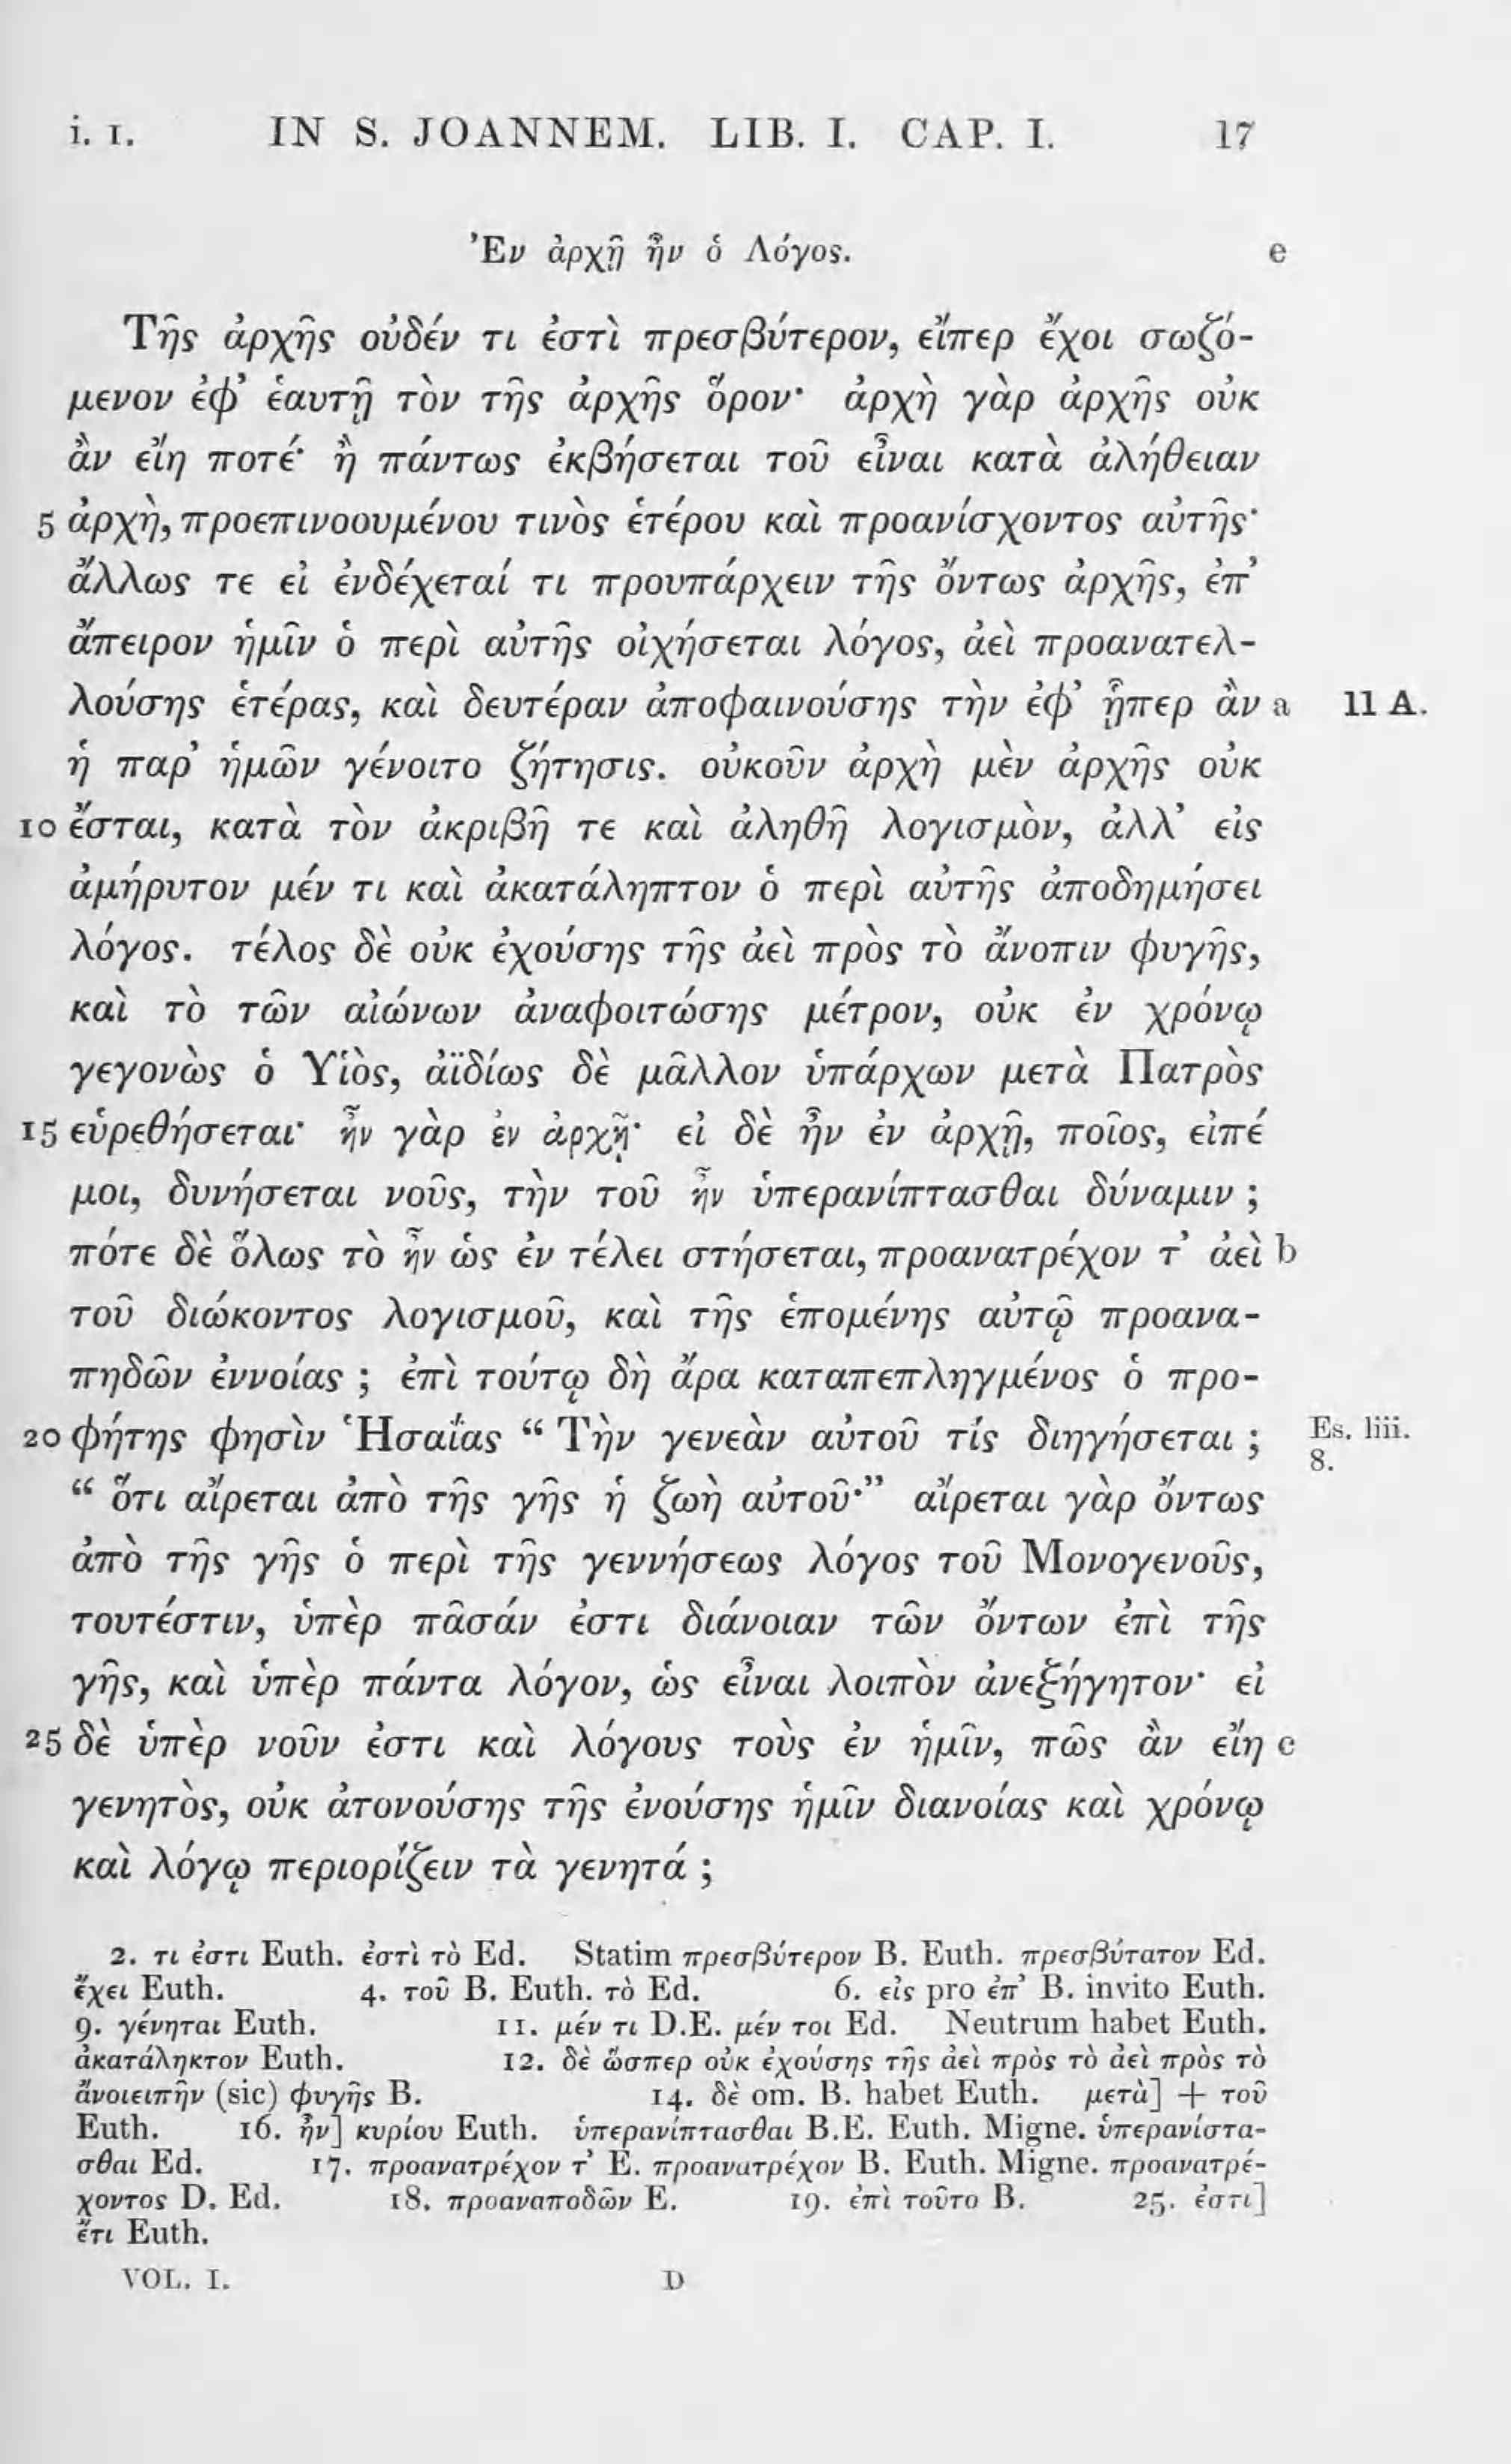 i. 1. IN S. JOANNEM. LIB. I. CAP. I. 17
Ἐν ἀρχῇ ἦν ὁ Λόγος. e
Τῆς ἀρχῆς οὐδέν τι ἐστὶ πρεσβύτερον, εἴπερ ἔχοι σωζό-
μενον ἐφ᾽ ἑαυτῇ τὸν τῆς ἀρχῆς ὅρον· ἀρχὴ γὰρ ἀρχῆς οὐκ
ἂν εἴη ποτέ· ἢ πάντως ἐκβήσεται τοῦ εἶναι κατὰ ἀλήθειαν
5 ἀρχὴ, προεπινοουμένου τινὸς ἑτέρου καὶ προανίσχοντος αὐτῆς·
ἄλλως τε εἰ ἐνδέχεταί τι προυπάρχειν τῆς ὄντως ἀρχῆς, ἐπ᾽
ἄπειρον ἡμῖν ὁ περὶ αὐτῆς οἰχήσεται λόγος, ἀεὶ προανατελ-
λούσης ἑτέρας, καὶ δευτέραν ἀποφαινούσης τὴν ἐφ᾽ ᾗπερ ἂν a 11 A.
ἡ παρ᾽ ἡμῶν γένοιτο ζήτησις. οὐκοῦν ἀρχὴ μὲν ἀρχῆς οὐκ
10 ἔσται, κατὰ τὸν ἀκριβῆ τε καὶ ἀληθῆ λογισμὸν, ἀλλ᾽ εἰς
ἀμήρυτον μέν τι καὶ ἀκατάληπτον ὁ περὶ αὐτῆς ἀποδημήσει
λόγος. τέλος δὲ οὐκ ἐχούσης τῆς ἀεὶ πρὸς τὸ ἄνοπιν φυγῆς,
καὶ τὸ τῶν αἰώνων ἀναφοιτώσης μέτρον, οὐκ ἐν χρόνῳ
γεγονὼς ὁ Υἱὸς, ἀϊδίως δὲ μᾶλλον ὑπάρχων μετὰ Πατρὸς
15 εὑρεθήσεται· ἦν γὰρ ἐν ἀρχῇ· εἰ δὲ ἦν ἐν ἀρχῇ, ποῖος, εἰπέ
μοι, δυνήσεται νοῦς, τὴν τοῦ ἦν ὑπερανίπτασθαι δύναμιν ;
πότε δὲ ὅλως τὸ ἦν ὡς ἐν τέλει στήσεται, προανατρέχον τ᾽ ἀεὶ b
τοῦ διώκοντος λογισμοῦ, καὶ τῆς ἑπομένης αὐτῷ προανα-
πηδῶν ἐννοίας ; ἐπὶ τούτῳ δὴ ἄρα καταπεπληγμένος ὁ προ-
20 φήτης φησὶν Ἡσαΐας “ Τὴν γενεὰν αὐτοῦ τίς διηγήσεται ; Es. liii.
8.
“ ὅτι αἴρεται ἀπὸ τῆς γῆς ἡ ζωὴ αὐτοῦ·” αἴρεται γὰρ ὄντως
ἀπὸ τῆς γῆς ὁ περὶ τῆς γεννήσεως λόγος τοῦ Μονογενοῦς,
τουτέστιν, ὑπὲρ πᾶσάν ἐστι διάνοιαν τῶν ὄντων ἐπὶ τῆς
γῆς, καὶ ὑπὲρ πάντα λόγον, ὡς εἶναι λοιπὸν ἀνεξήγητον· εἰ
25 δὲ ὑπὲρ νοῦν ἐστι καὶ λόγους τοὺς ἐν ἡμῖν, πῶς ἂν εἴη c
γενητὸς, οὐκ ἀτονούσης τῆς ἐνούσης ἡμῖν διανοίας καὶ χρόνῳ
καὶ λόγῳ περιορίζειν τὰ γενητά ;
2. τι ἐστι Euth. ἐστὶ τὸ Ed. Statim πρεσβύτερον B. Euth. πρεσβύτατον Ed.
ἔχει Euth. 4. τοῦ B. Euth. τὸ Ed. 6. εἰς pro ἐπ᾽ B. invito Euth.
9. γένηται Euth. 11. μέν τι D.E. μέν τοι Ed. Neutrum habet Euth.
ἀκατάληκτον Euth. 12. δὲ ὥσπερ οὐκ ἐχούσης τῆς ἀεὶ πρὸς τὸ ἀεὶ πρὸς τὸ
ἄνοιειπῆν (sic) φυγῆς B. 14. δὲ om. B. habet Euth. μετὰ] + τοῦ
Euth. 16. ἦν] κυρίου Euth. ὑπερανίπτασθαι B.E. Euth. Migne. ὑπερανίστα-
σθαι Ed. 17. προανατρέχον τ᾽ E. προανατρέχον B. Euth. Migne. προανατρέ-
χοντος D. Ed. 18. προαναποδῶν E. 19. ἐπὶ τοῦτο B. 25. ἐστι]
ἔτι Euth.
VOL. I. D